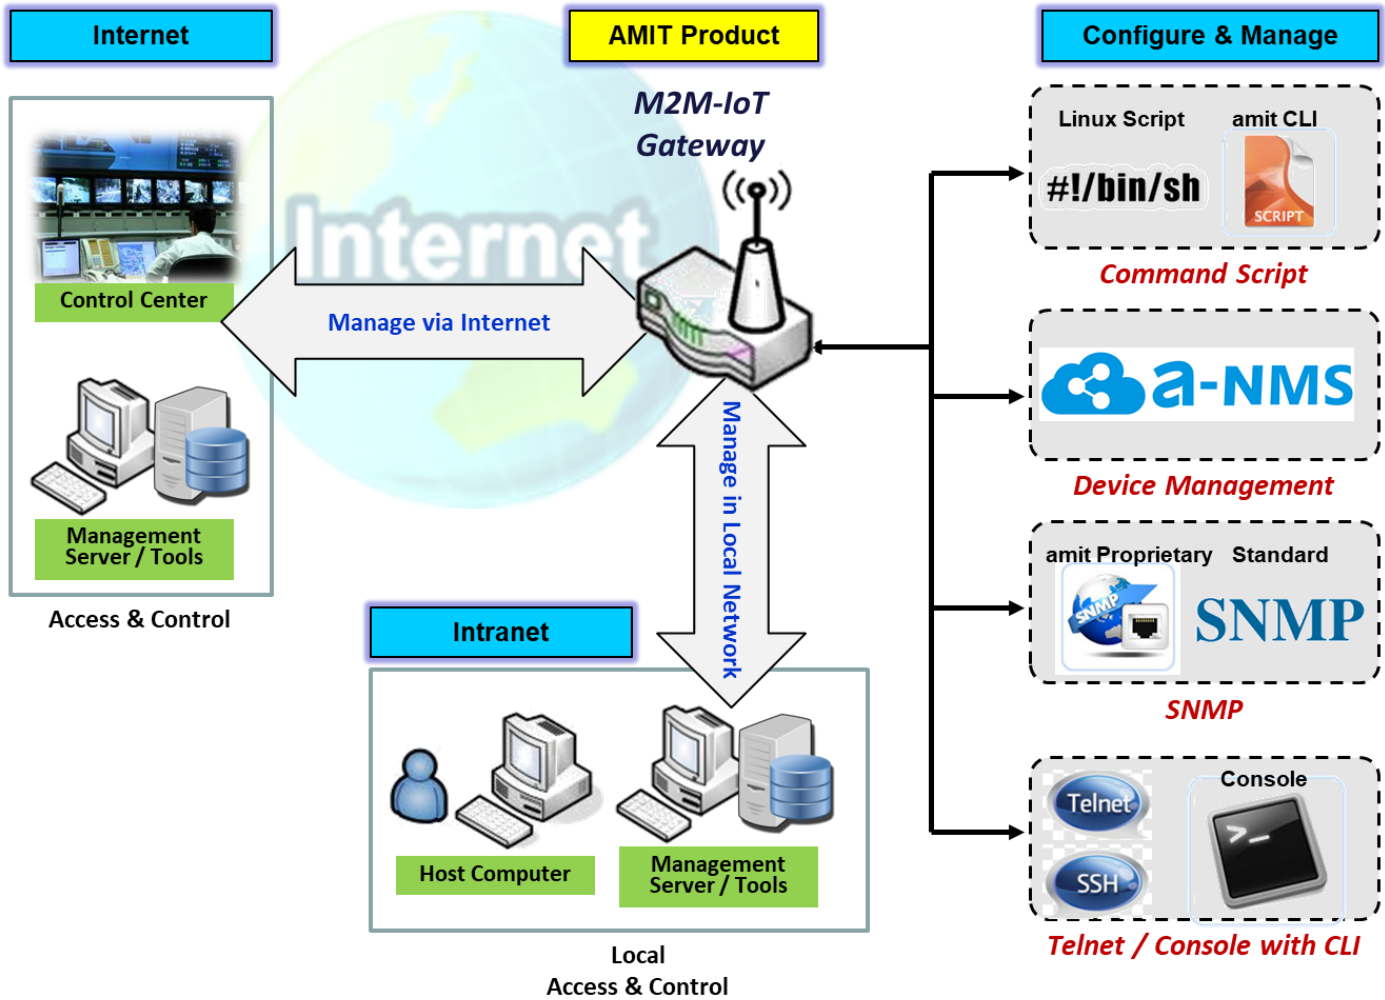 Internet
AMIT Product
Configure & Manage
M2M-IoT
Gateway
Internet
Control Center
Manage via Internet
Management
Server / Tools
Access & Control
Manage in Local Network
Intranet
Host Computer
Management
Server / Tools
Local
Access & Control
Linux Script
amit CLI
#!/bin/sh
SCRIPT
Command Script
a-NMS
Device Management
amit Proprietary
Standard
SNMP
SNMP
SNMP
Telnet
Console
>_
SSH
Telnet / Console with CLI